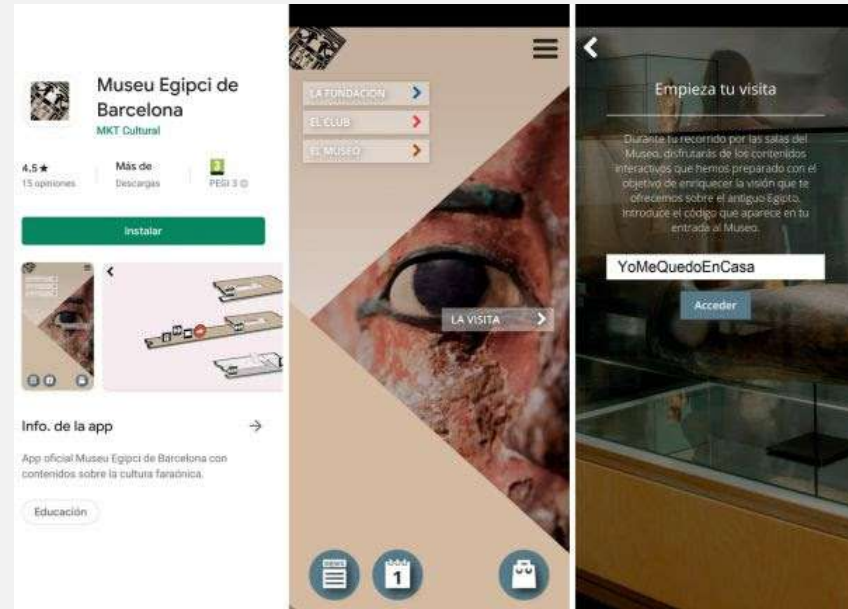 Museu Egipci de
Barcelona
MKT Cultural
4,5★
15 opiniones
Más de
Descargas
3
PEGI 3
Instalar
Info. de la app
App oficial Museu Egipci de Barcelona con
contenidos sobre la cultura faraónica.
Educación
LA FUNDACIÓN
EL CLUB
EL MUSEO
LA VISITA
NEWS
1
Empieza tu visita
Durante tu recorrido por las salas del
Museo, disfrutarás de los contenidos
interactivos que hemos preparado con el
objetivo de enriquecer la visión que te
ofrecemos sobre el antiguo Egipto.
Introduce el código que aparece en tu
entrada al Museo.
YoMeQuedoEnCasa
Acceder